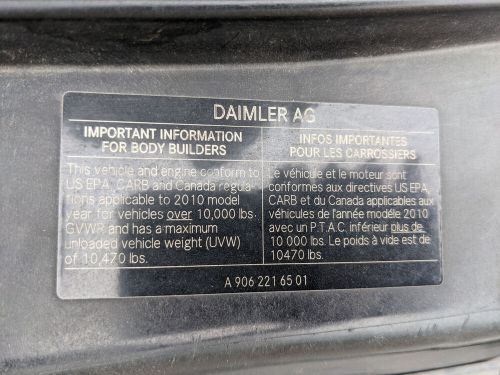 DAIMLER AG
IMPORTANT INFORMATION
FOR BODY BUILDERS
This vehicle and engine conform to
US EPA, CARB and Canada regula
tions applicable to 2010 model
year for vehicles over 10,000 lbs.
GVWR and has a maximum
unloaded vehicle weight (UVW)
of 10,470 lbs.
INFOS IMPORTANTES
POUR LES CARROSSIERS
Le véhicule et le moteur sont
conformes aux directives US EPA,
CARB et du Canada applicables aux
véhicules de l'année modéle 2010
avec un P.T.A.C. inférieur plus de
10 000 lbs. Le poids à vide est de
10470 lbs.
A 906 221 65 01